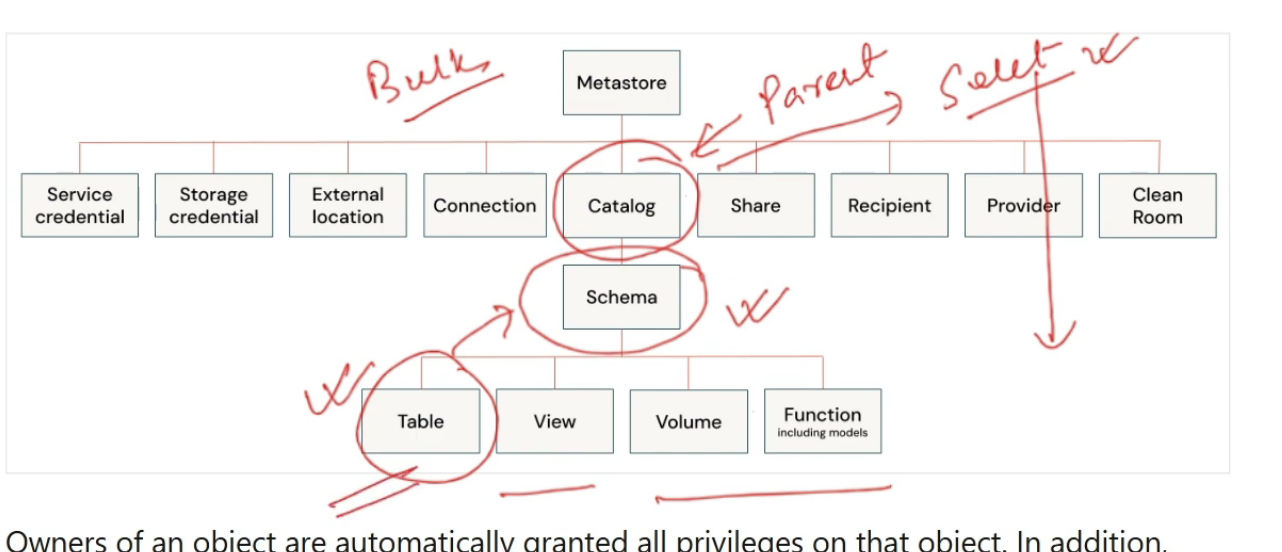 Bulk
Metastore
Parent
Select
Service credential
Storage credential
External location
Connection
Catalog
Share
Recipient
Provider
Clean Room
Schema
Table
View
Volume
Function
including models
Owners of an object are automatically granted all privileges on that object. In addition,